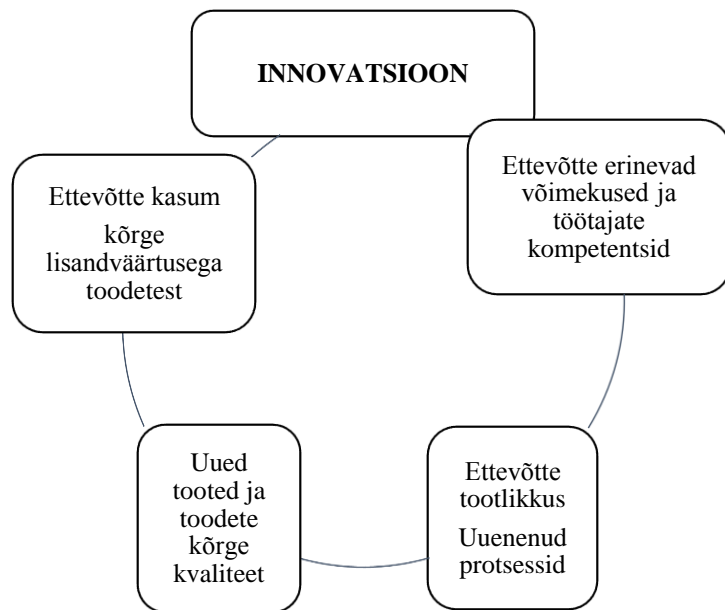 INNOVATSIOON
Ettevõtte erinevad
võimekused ja
töötajate
kompetentsid
Ettevõtte tootlikkus
Uuenenud
protsessid
Uued
tooted ja
toodete
kõrge
kvaliteet
Ettevõtte kasum
kõrge
lisandväärtusega
toodetest